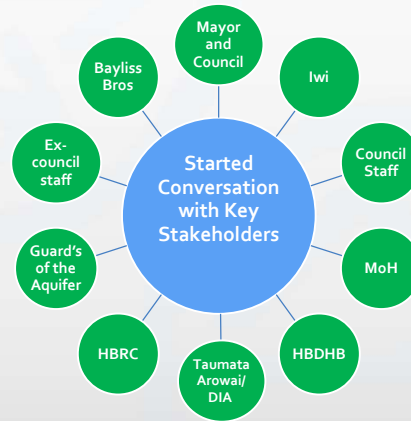 Started
Conversation
with Key
Stakeholders
Mayor
and
Council
Iwi
Council
Staff
MoH
HBDHB
Taumata
Arowai/
DIA
HBRC
Guard's
of the
Aquifer
Ex-
council
staff
Bayliss
Bros